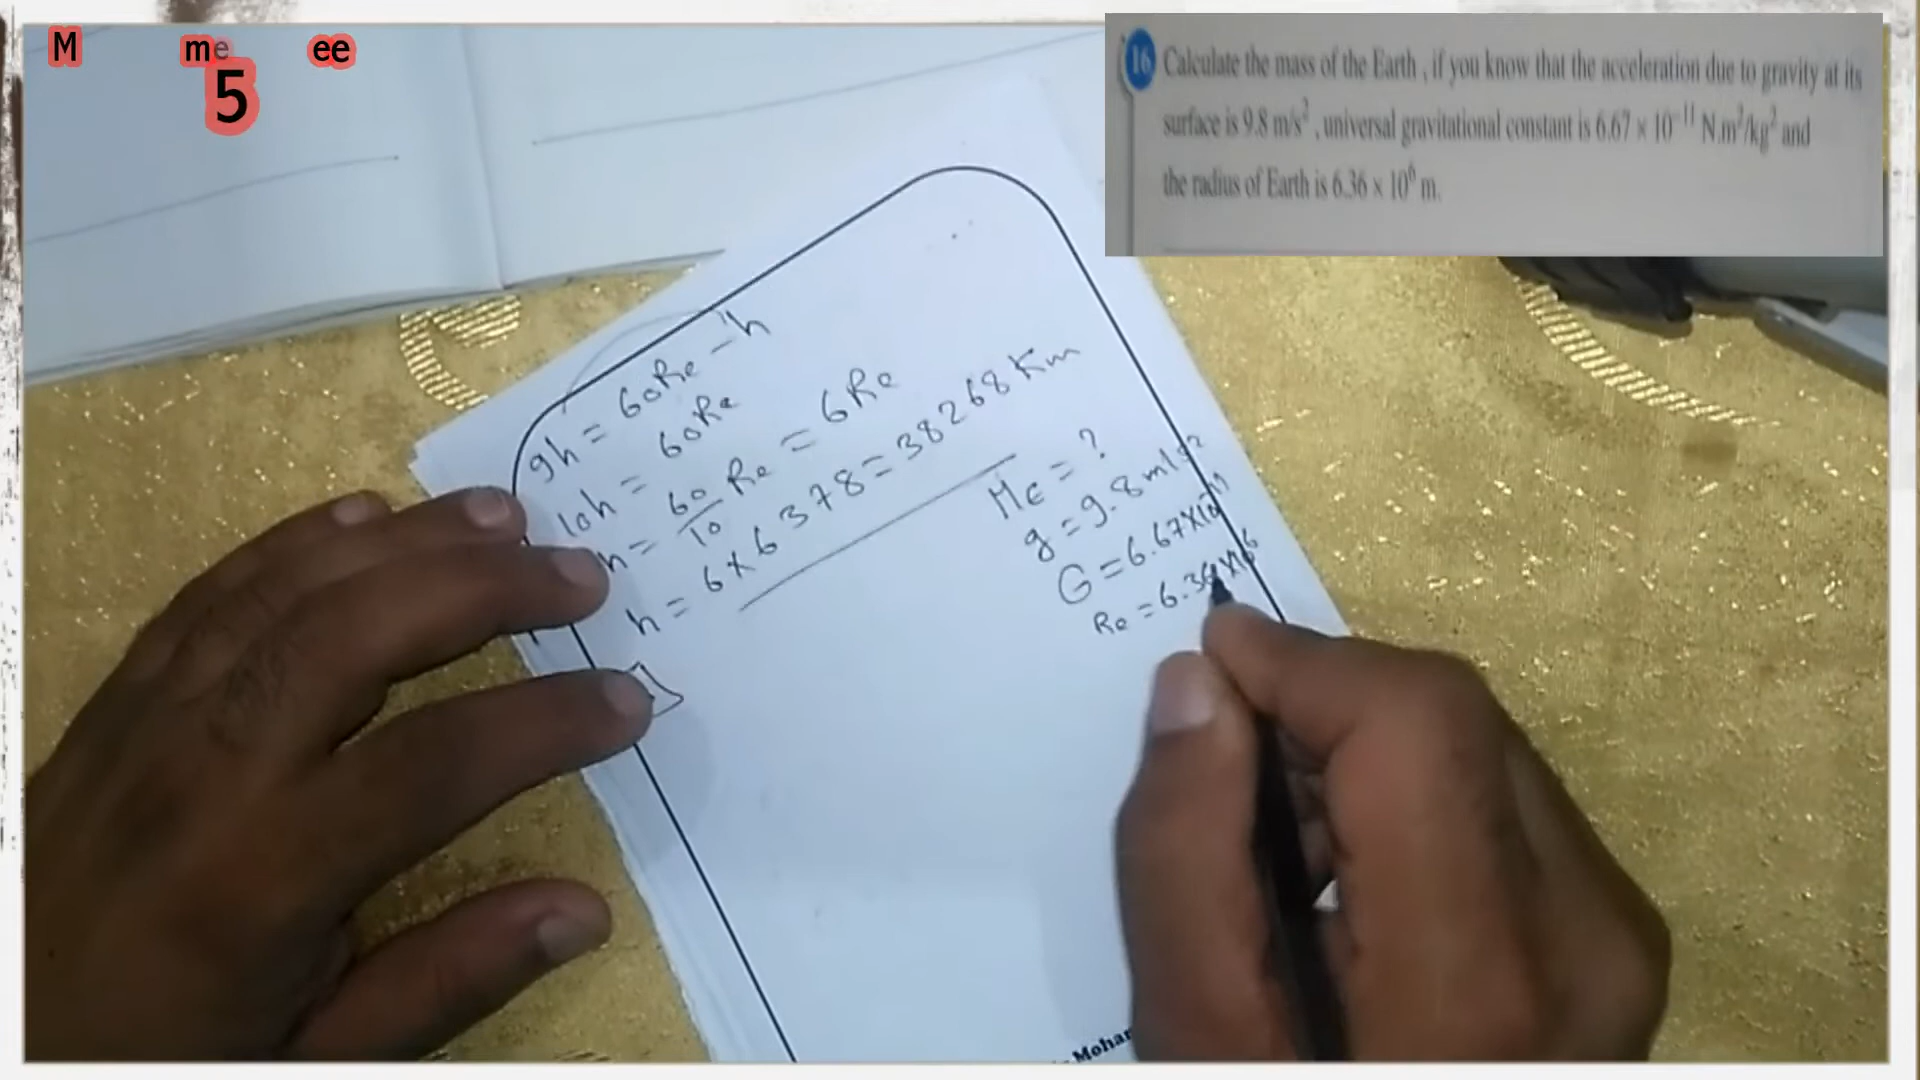 M me ee
5
16 Calculate the mass of the Earth , if you know that the acceleration due to gravity at its
surface is 9.8 m/s² , universal gravitational constant is 6.67 × 10⁻¹¹ N.m²/kg² and
the radius of Earth is 6.36 × 10⁶ m.
9h = 60Re - h
10h = 60Re
h = 60/10 Re = 6Re
h = 6 x 6378 = 38268 Km
Me = ?
g = 9.8 m/s²
G = 6.67 X 10⁻¹¹
Re = 6.36 X 10⁶